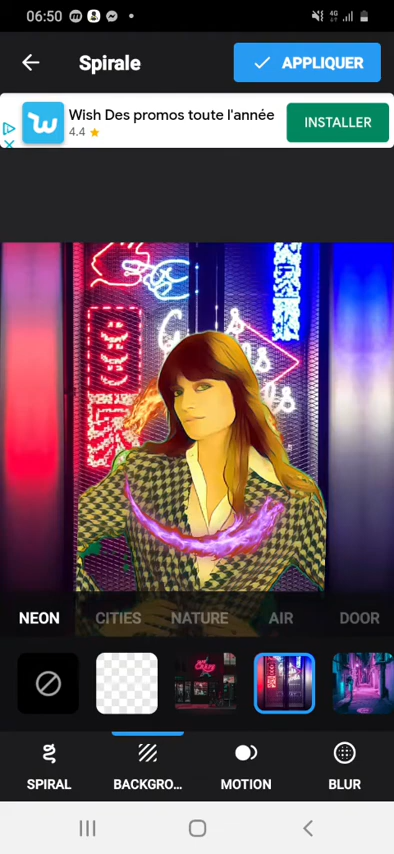 06:50
4G
Spirale
APPLIQUER
Wish Des promos toute l'année
4.4
INSTALLER
NEON
CITIES
NATURE
AIR
DOOR
SPIRAL
BACKGRO...
MOTION
BLUR